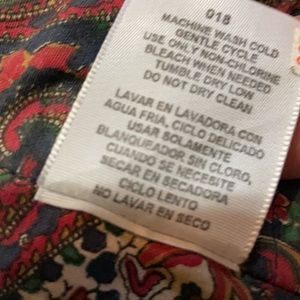 018
MACHINE WASH COLD
GENTLE CYCLE
USE ONLY NON-CHLORINE
BLEACH WHEN NEEDED
TUMBLE DRY LOW
DO NOT DRY CLEAN
LAVAR EN LAVADORA CON
AGUA FRIA, CICLO DELICADO
USAR SOLAMENTE
BLANQUEADOR SIN CLORO,
CUANDO SE NECESITE
SECAR EN SECADORA
CICLO LENTO
NO LAVAR EN SECO